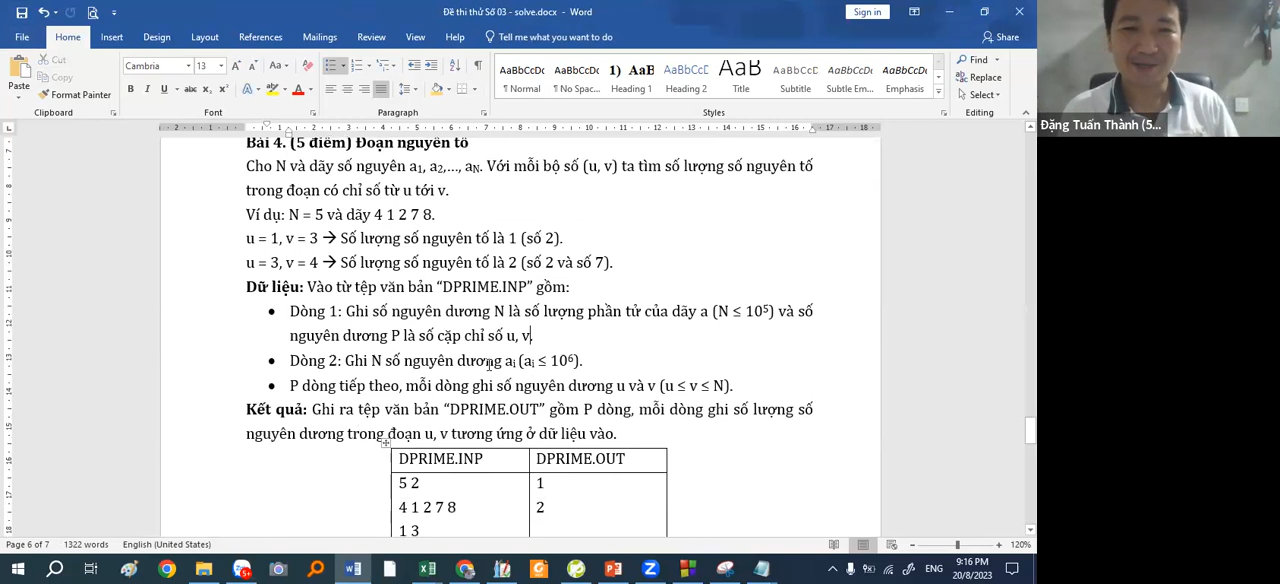 Đề thi thử Số 03 - solve.docx - Word
Sign in
File Home Insert Design Layout References Mailings Review View Help Tell me what you want to do
Share
Paste
Cut
Copy
Format Painter
Clipboard
Cambria 13
Font
Paragraph
AaBbCcDc AaBbCcDc 1) AaB AaBbCcDc AaB AaBbCcDc AaBbCcDc AaBbCcDc
¶ Normal ¶ No Spac... Heading 1 Heading 2 Title Subtitle Subtle Em... Emphasis
Styles
Find
Replace
Select
Editing
Đặng Tuấn Thành (5...
Bài 4. (5 điểm) Đoạn nguyên tố
Cho N và dãy số nguyên a₁, a₂,..., aN. Với mỗi bộ số (u, v) ta tìm số lượng số nguyên tố
trong đoạn có chỉ số từ u tới v.
Ví dụ: N = 5 và dãy 4 1 2 7 8.
u = 1, v = 3 → Số lượng số nguyên tố là 1 (số 2).
u = 3, v = 4 → Số lượng số nguyên tố là 2 (số 2 và số 7).
Dữ liệu: Vào từ tệp văn bản “DPRIME.INP” gồm:
• Dòng 1: Ghi số nguyên dương N là số lượng phần tử của dãy a (N ≤ 10⁵) và số
nguyên dương P là số cặp chỉ số u, v.
• Dòng 2: Ghi N số nguyên dương aᵢ (aᵢ ≤ 10⁶).
• P dòng tiếp theo, mỗi dòng ghi số nguyên dương u và v (u ≤ v ≤ N).
Kết quả: Ghi ra tệp văn bản “DPRIME.OUT” gồm P dòng, mỗi dòng ghi số lượng số
nguyên dương trong đoạn u, v tương ứng ở dữ liệu vào.
DPRIME.INP DPRIME.OUT
5 2 1
4 1 2 7 8 2
1 3
Page 6 of 7 1322 words English (United States)
120%
ENG
9:16 PM
20/8/2023